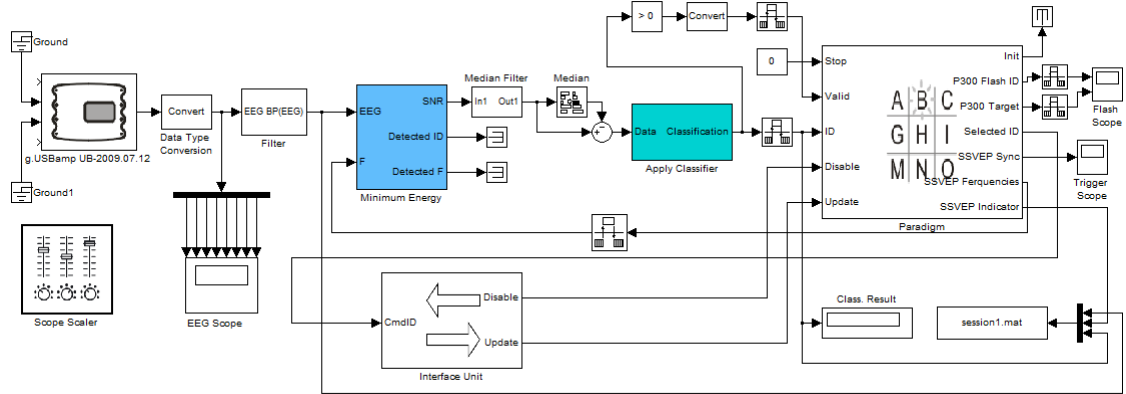 Ground
g.USBamp UB-2009.07.12
Ground1
Scope Scaler
Convert
Data Type
Conversion
EEG BP(EEG)
Filter
EEG Scope
EEG
F
SNR
Detected ID
Detected F
Minimum Energy
Median Filter
In1 Out1
Median
+
−
Data Classification
Apply Classifier
> 0
Convert
0
Stop
Valid
ID
Disable
Update
A B C
G H I
M N O
Init
P300 Flash ID
P300 Target
Selected ID
SSVEP Sync
SSVEP Ferquencies
SSVEP Indicator
Paradigm
Flash
Scope
Trigger
Scope
CmdID
Disable
Update
Interface Unit
Class. Result
session1.mat